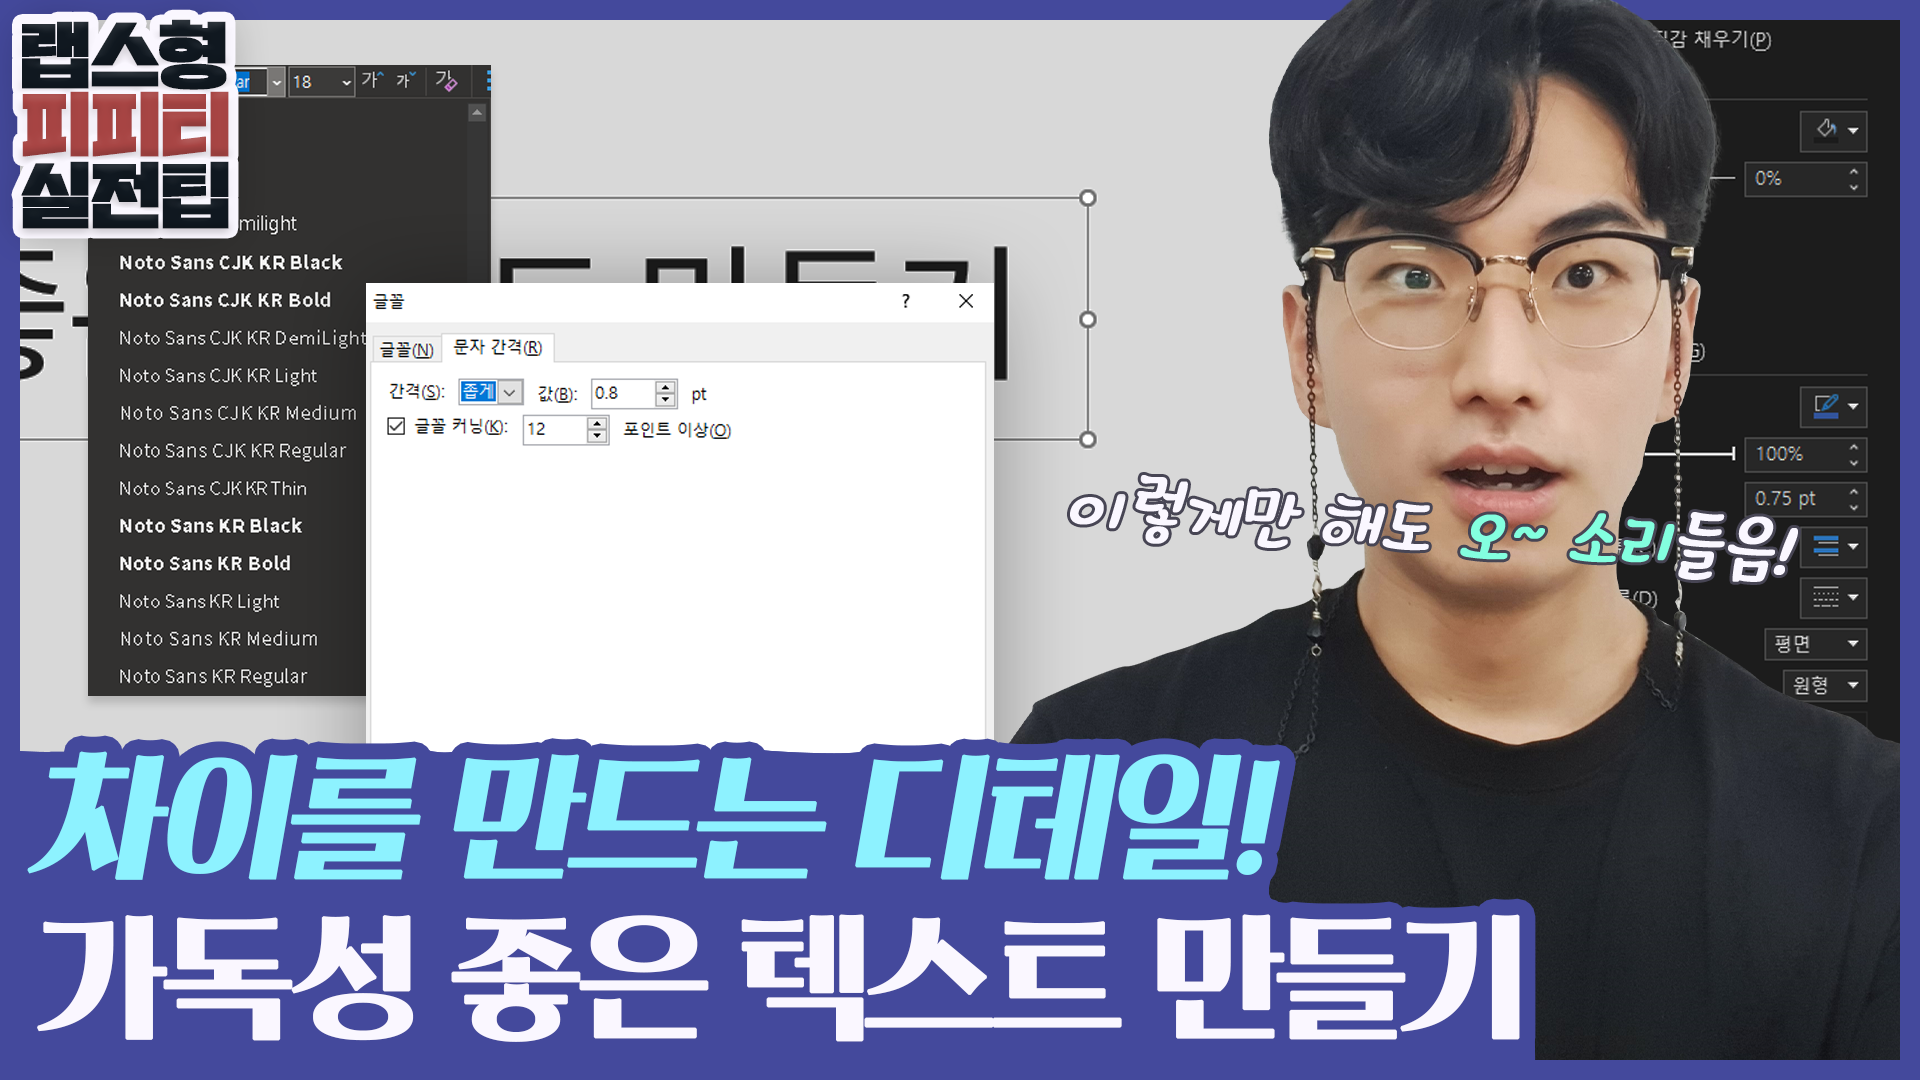 랩스형
피피티
실전팁
ar
18
가
가
가
milight
Noto Sans CJK KR Black
Noto Sans CJK KR Bold
Noto Sans CJK KR DemiLight
Noto Sans CJK KR Light
Noto Sans CJK KR Medium
Noto Sans CJK KR Regular
Noto Sans CJK KR Thin
Noto Sans KR Black
Noto Sans KR Bold
Noto Sans KR Light
Noto Sans KR Medium
Noto Sans KR Regular
글꼴
?
글꼴(N)
문자 간격(R)
간격(S): 좁게 값(B): 0.8 pt
글꼴 커닝(K): 12 포인트 이상(O)
채우기(P)
0%
100%
0.75 pt
(D)
평면
원형
이렇게만 해도 오~ 소리들음!
차이를 만드는 디테일!
가독성 좋은 텍스트 만들기